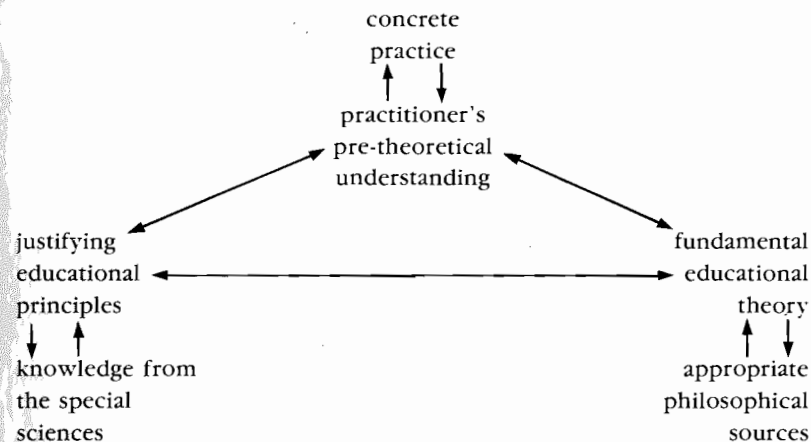 concrete
practice
practitioner's
pre-theoretical
understanding
justifying
educational
principles
fundamental
educational
theory
knowledge from
the special
sciences
appropriate
philosophical
sources